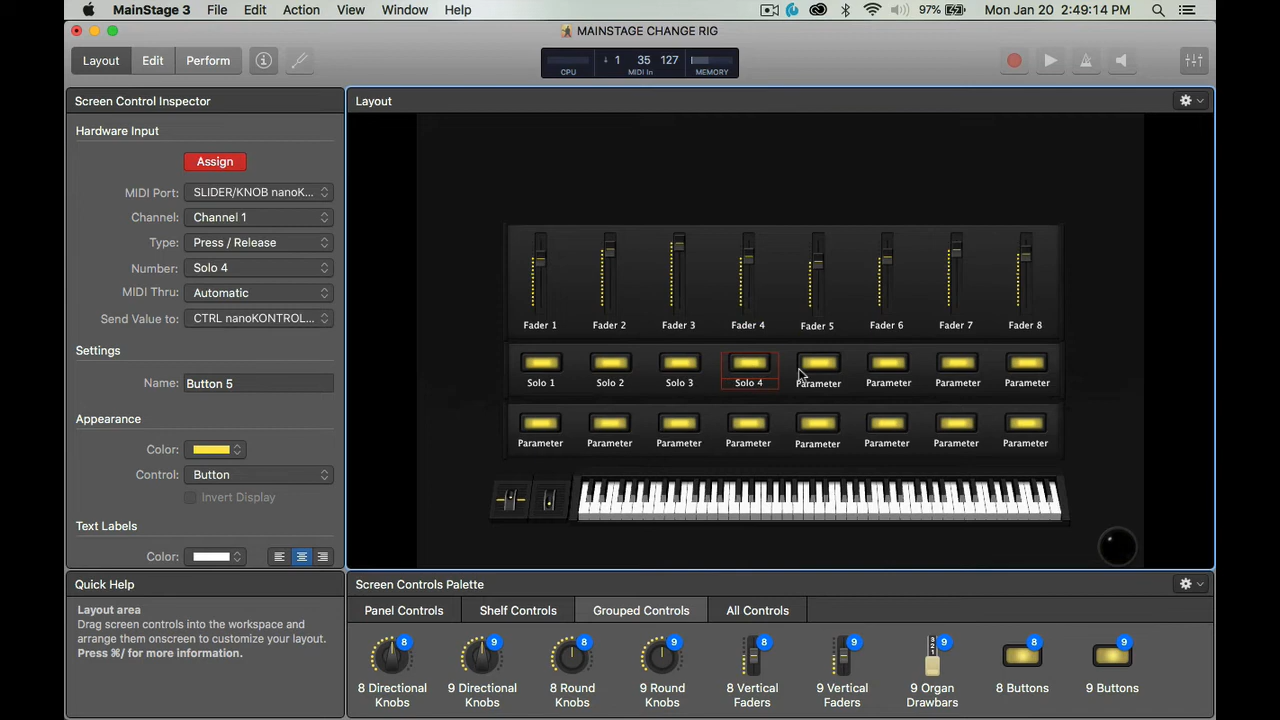 MainStage 3 File Edit Action View Window Help 97% Mon Jan 20 2:49:14 PM
MAINSTAGE CHANGE RIG
Layout Edit Perform
CPU
1 35 127
MIDI In
MEMORY
Screen Control Inspector
Hardware Input
Assign
MIDI Port: SLIDER/KNOB nanoK...
Channel: Channel 1
Type: Press / Release
Number: Solo 4
MIDI Thru: Automatic
Send Value to: CTRL nanoKONTROL...
Settings
Name: Button 5
Appearance
Color:
Control: Button
Invert Display
Text Labels
Color:
Quick Help
Layout area
Drag screen controls into the workspace and
arrange them onscreen to customize your layout.
Press ⌘/ for more information.
Layout
Fader 1 Fader 2 Fader 3 Fader 4 Fader 5 Fader 6 Fader 7 Fader 8
Solo 1 Solo 2 Solo 3 Solo 4 Parameter Parameter Parameter Parameter
Parameter Parameter Parameter Parameter Parameter Parameter Parameter Parameter
Screen Controls Palette
Panel Controls Shelf Controls Grouped Controls All Controls
8 9 8 9 8 9 9 8 9
8 Directional Knobs
9 Directional Knobs
8 Round Knobs
9 Round Knobs
8 Vertical Faders
9 Vertical Faders
9 Organ Drawbars
8 Buttons
9 Buttons